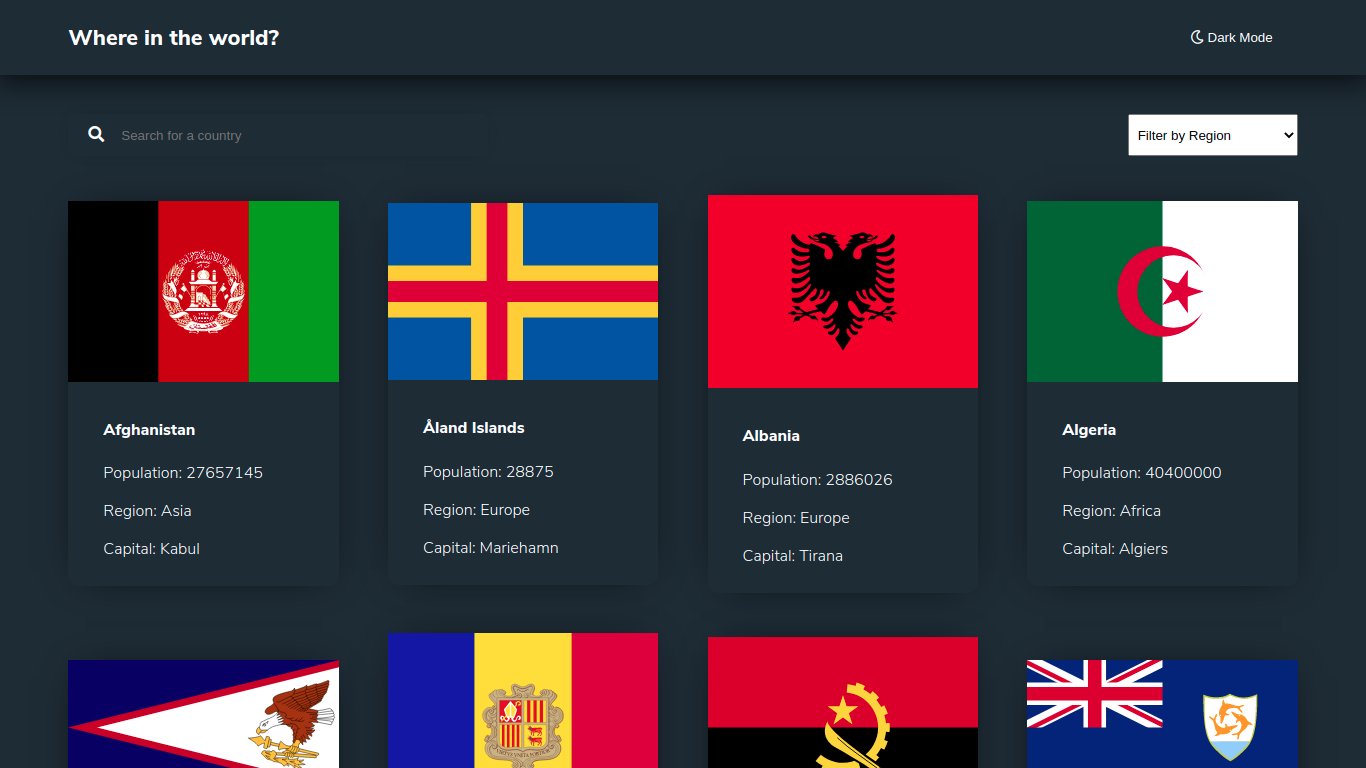 Where in the world?
Dark Mode
Search for a country
Filter by Region
Afghanistan
Population: 27657145
Region: Asia
Capital: Kabul
Åland Islands
Population: 28875
Region: Europe
Capital: Mariehamn
Albania
Population: 2886026
Region: Europe
Capital: Tirana
Algeria
Population: 40400000
Region: Africa
Capital: Algiers